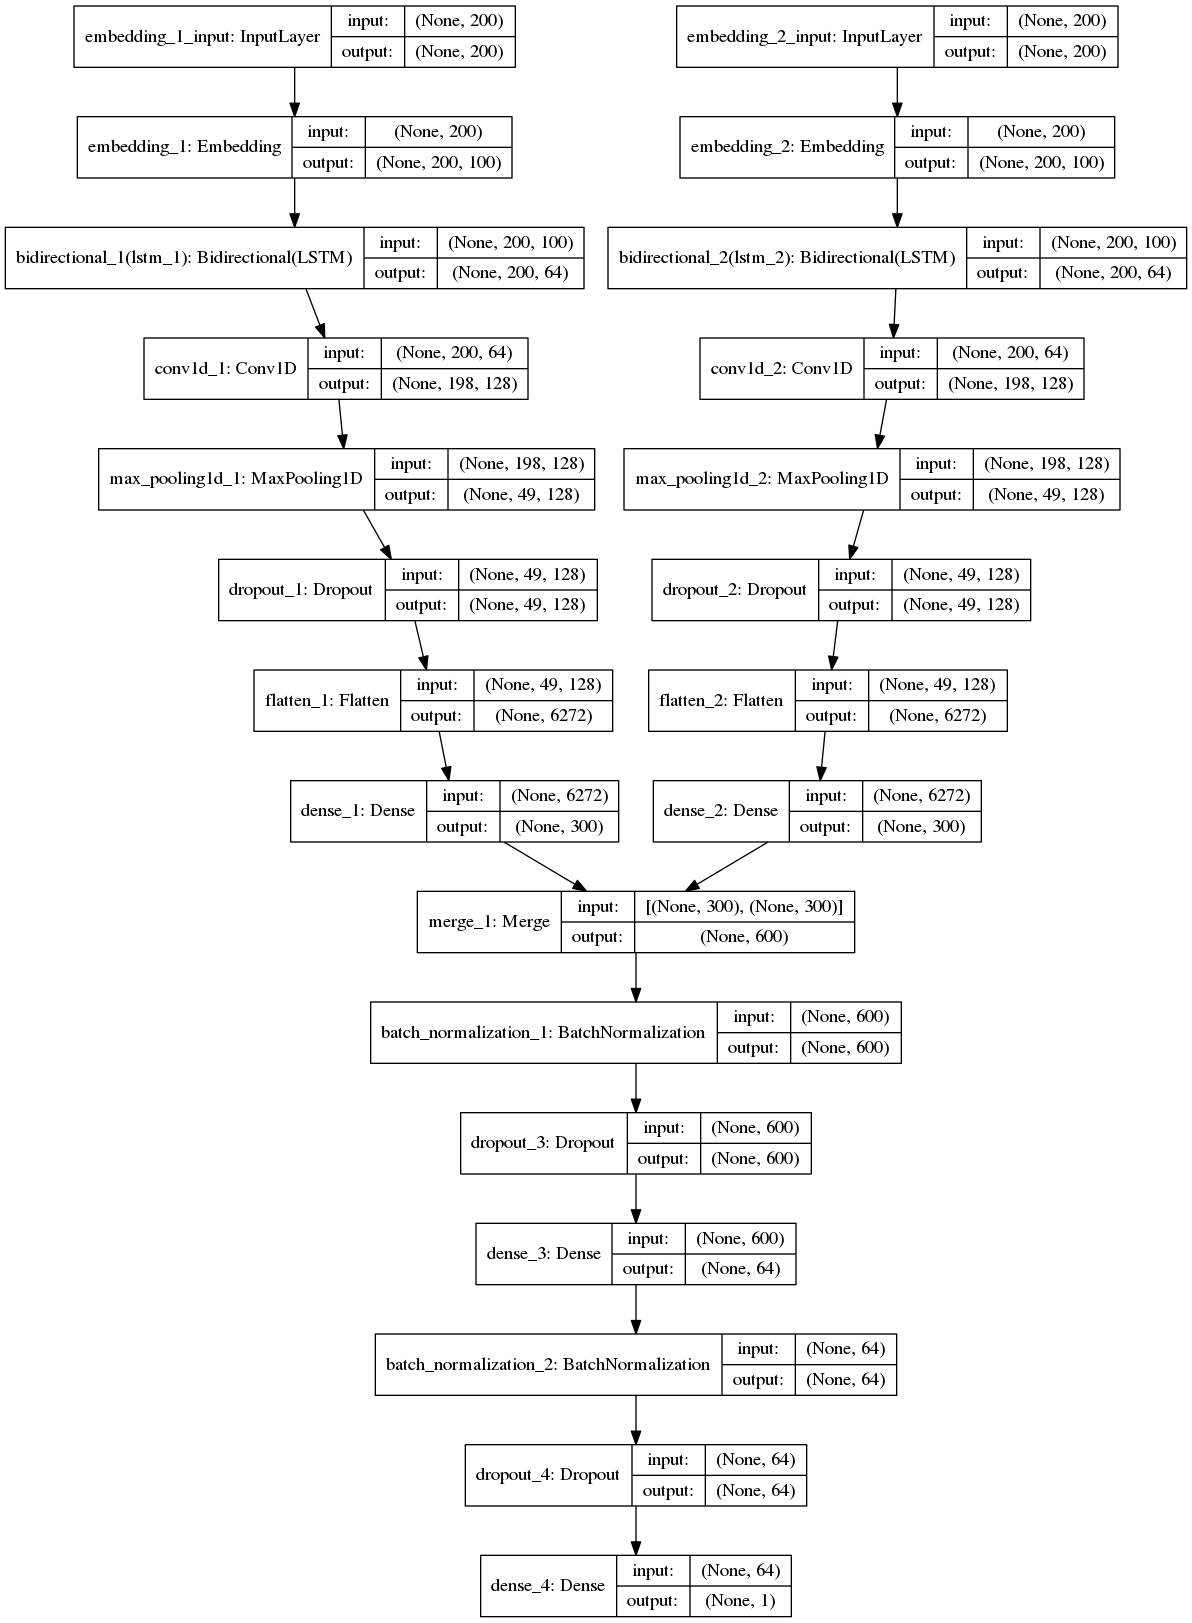 embedding_1_input: InputLayer input: (None, 200)
output: (None, 200)
embedding_2_input: InputLayer input: (None, 200)
output: (None, 200)
embedding_1: Embedding input: (None, 200)
output: (None, 200, 100)
embedding_2: Embedding input: (None, 200)
output: (None, 200, 100)
bidirectional_1(lstm_1): Bidirectional(LSTM) input: (None, 200, 100)
output: (None, 200, 64)
bidirectional_2(lstm_2): Bidirectional(LSTM) input: (None, 200, 100)
output: (None, 200, 64)
conv1d_1: Conv1D input: (None, 200, 64)
output: (None, 198, 128)
conv1d_2: Conv1D input: (None, 200, 64)
output: (None, 198, 128)
max_pooling1d_1: MaxPooling1D input: (None, 198, 128)
output: (None, 49, 128)
max_pooling1d_2: MaxPooling1D input: (None, 198, 128)
output: (None, 49, 128)
dropout_1: Dropout input: (None, 49, 128)
output: (None, 49, 128)
dropout_2: Dropout input: (None, 49, 128)
output: (None, 49, 128)
flatten_1: Flatten input: (None, 49, 128)
output: (None, 6272)
flatten_2: Flatten input: (None, 49, 128)
output: (None, 6272)
dense_1: Dense input: (None, 6272)
output: (None, 300)
dense_2: Dense input: (None, 6272)
output: (None, 300)
merge_1: Merge input: [(None, 300), (None, 300)]
output: (None, 600)
batch_normalization_1: BatchNormalization input: (None, 600)
output: (None, 600)
dropout_3: Dropout input: (None, 600)
output: (None, 600)
dense_3: Dense input: (None, 600)
output: (None, 64)
batch_normalization_2: BatchNormalization input: (None, 64)
output: (None, 64)
dropout_4: Dropout input: (None, 64)
output: (None, 64)
dense_4: Dense input: (None, 64)
output: (None, 1)